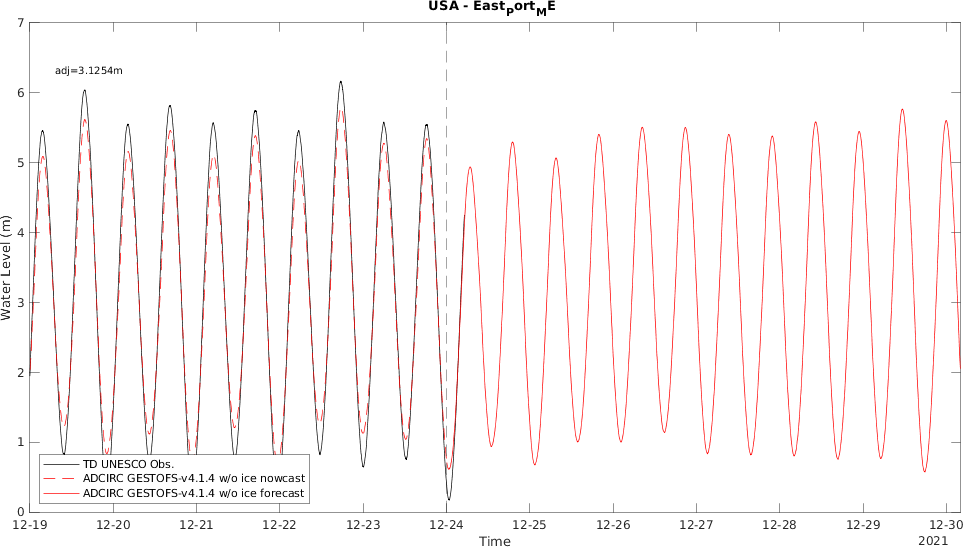 USA - EastPortME
adj=3.1254m
7
6
5
4
3
2
1
0
Water Level (m)
TD UNESCO Obs.
ADCIRC GESTOFS-v4.1.4 w/o ice nowcast
ADCIRC GESTOFS-v4.1.4 w/o ice forecast
12-19 12-20 12-21 12-22 12-23 12-24 12-25 12-26 12-27 12-28 12-29 12-30
Time
2021